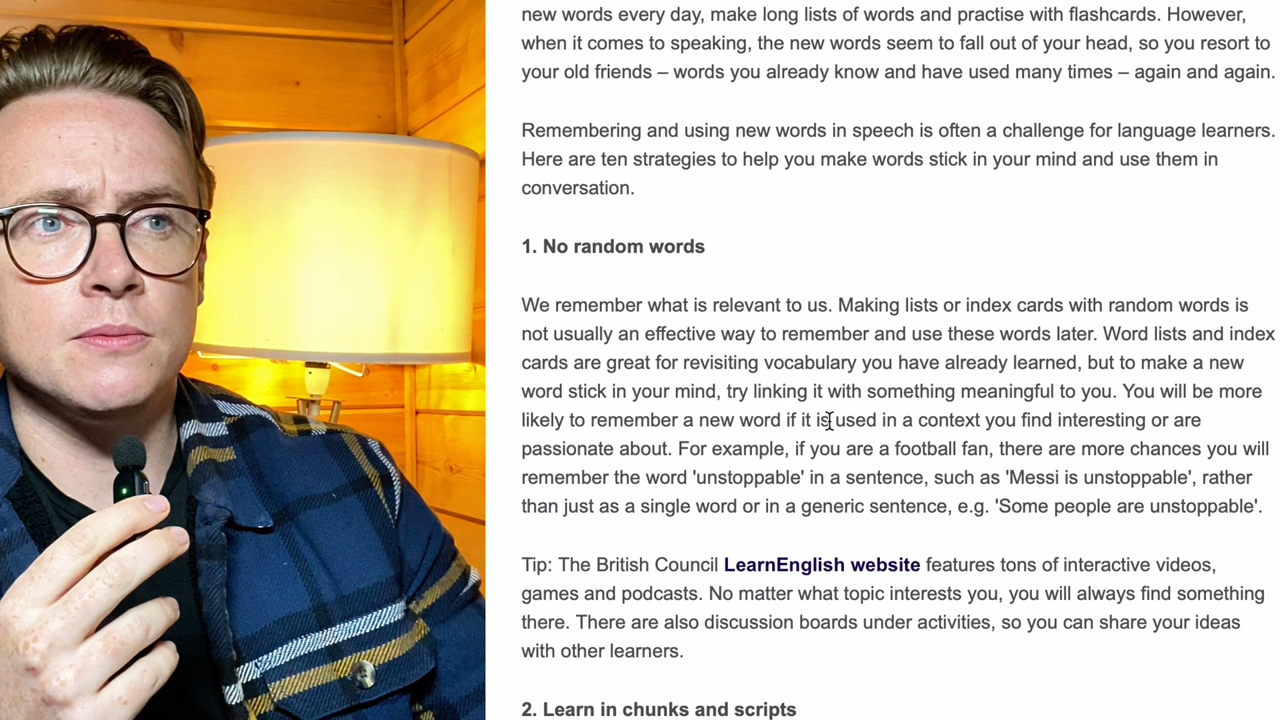 new words every day, make long lists of words and practise with flashcards. However,
when it comes to speaking, the new words seem to fall out of your head, so you resort to
your old friends – words you already know and have used many times – again and again.
Remembering and using new words in speech is often a challenge for language learners.
Here are ten strategies to help you make words stick in your mind and use them in
conversation.
1. No random words
We remember what is relevant to us. Making lists or index cards with random words is
not usually an effective way to remember and use these words later. Word lists and index
cards are great for revisiting vocabulary you have already learned, but to make a new
word stick in your mind, try linking it with something meaningful to you. You will be more
likely to remember a new word if it is used in a context you find interesting or are
passionate about. For example, if you are a football fan, there are more chances you will
remember the word 'unstoppable' in a sentence, such as 'Messi is unstoppable', rather
than just as a single word or in a generic sentence, e.g. 'Some people are unstoppable'.
Tip: The British Council LearnEnglish website features tons of interactive videos,
games and podcasts. No matter what topic interests you, you will always find something
there. There are also discussion boards under activities, so you can share your ideas
with other learners.
2. Learn in chunks and scripts